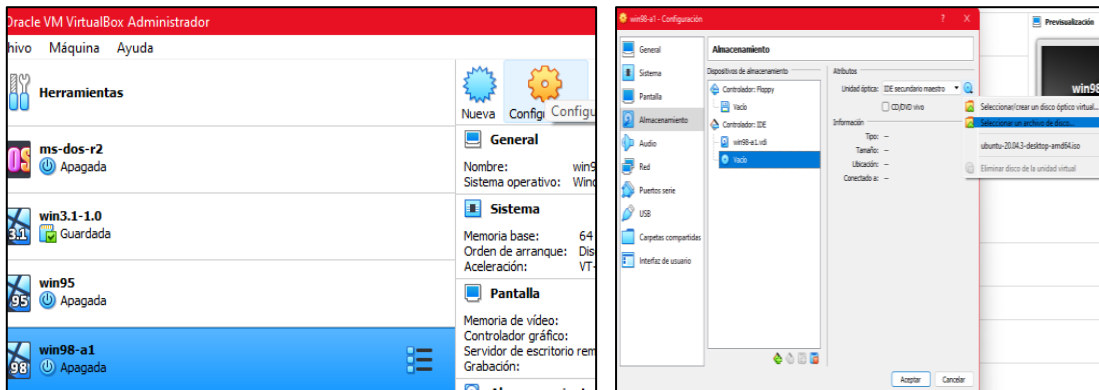 Oracle VM VirtualBox Administrador
hivo Máquina Ayuda
Herramientas
Nueva Config Configu
ms-dos-r2
Apagada
win3.1-1.0
Guardada
win95
Apagada
win98-a1
Apagada
General
Nombre: win9
Sistema operativo: Wind
Sistema
Memoria base: 64
Orden de arranque: Dis
Aceleración: VT-
Pantalla
Memoria de vídeo:
Controlador gráfico:
Servidor de escritorio rem
Grabación:
win98-a1 - Configuración ? X
General
Sistema
Pantalla
Almacenamiento
Audio
Red
Puertos serie
USB
Carpetas compartidas
Interfaz de usuario
Almacenamiento
Dispositivos de almacenamiento
Controlador: Floppy
Vacío
Controlador: IDE
win98-a1.vdi
Vacío
Atributos
Unidad óptica: IDE secundario maestro
CD/DVD vivo
Información
Tipo: --
Tamaño: --
Ubicación: --
Conectado a: --
Aceptar Cancelar
Previsualización
win98
Seleccionar/crear un disco óptico virtual...
Seleccionar un archivo de disco...
ubuntu-20.04.3-desktop-amd64.iso
Eliminar disco de la unidad virtual